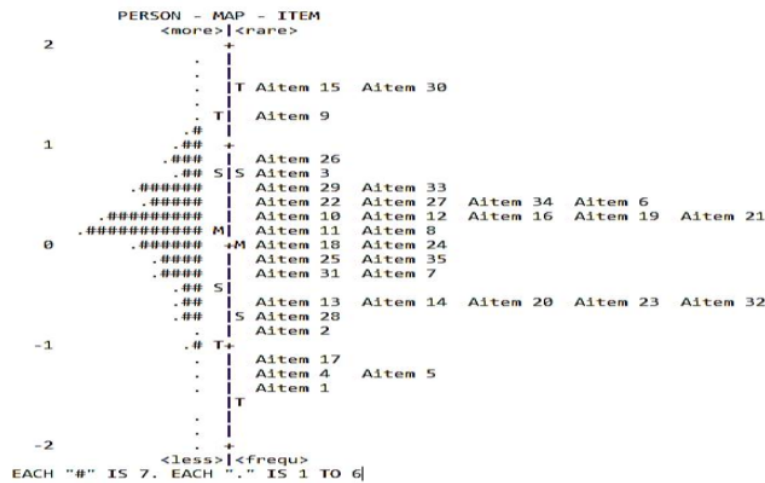 PERSON - MAP - ITEM
<more>|<rare>
2 +
. |
. |
. |T Aitem 15 Aitem 30
. |
. T| Aitem 9
.# |
1 .## +
.### | Aitem 26
.## S|S Aitem 3
.###### | Aitem 29 Aitem 33
.##### | Aitem 22 Aitem 27 Aitem 34 Aitem 6
.######### | Aitem 10 Aitem 12 Aitem 16 Aitem 19 Aitem 21
.########### M| Aitem 11 Aitem 8
0 .###### +M Aitem 18 Aitem 24
.#### | Aitem 25 Aitem 35
.#### | Aitem 31 Aitem 7
.## S|
.## | Aitem 13 Aitem 14 Aitem 20 Aitem 23 Aitem 32
.## |S Aitem 28
. | Aitem 2
-1 .# T+
. | Aitem 17
. | Aitem 4 Aitem 5
. | Aitem 1
|T
. |
. |
-2 . +
<less>|<frequ>
EACH "#" IS 7. EACH "." IS 1 TO 6